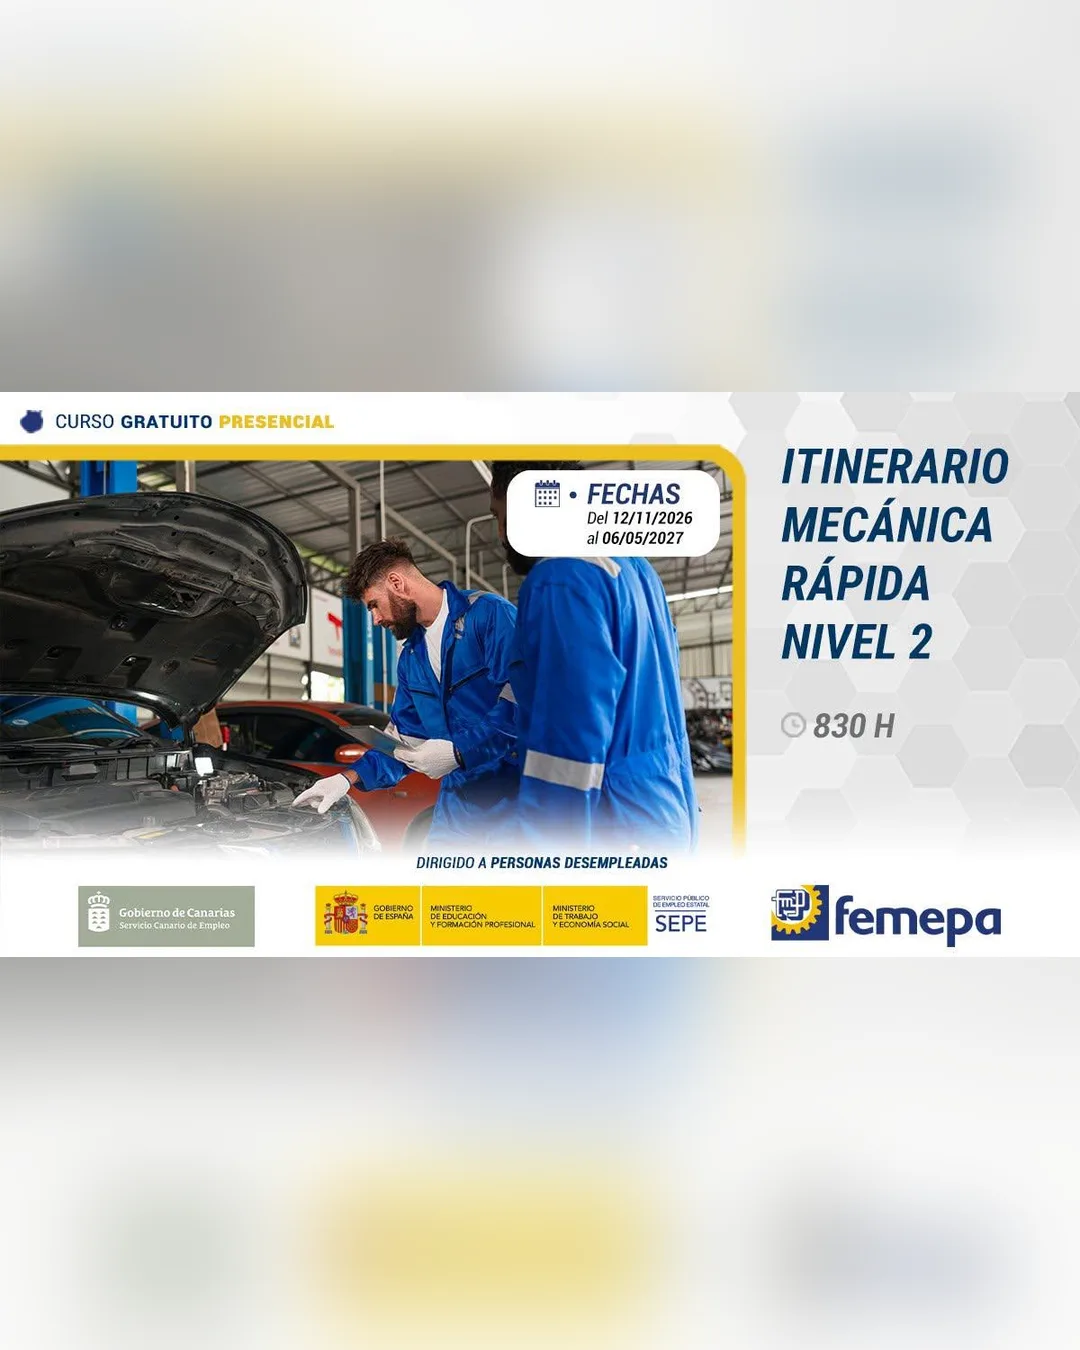 CURSO GRATUITO PRESENCIAL
FECHAS
Del 12/11/2026
al 06/05/2027
ITINERARIO
MECÁNICA
RÁPIDA
NIVEL 2
830 H
DIRIGIDO A PERSONAS DESEMPLEADAS
Gobierno de Canarias
Servicio Canario de Empleo
GOBIERNO
DE ESPAÑA
MINISTERIO
DE EDUCACIÓN
Y FORMACIÓN PROFESIONAL
MINISTERIO
DE TRABAJO
Y ECONOMÍA SOCIAL
SERVICIO PÚBLICO
DE EMPLEO ESTATAL
SEPE
femepa